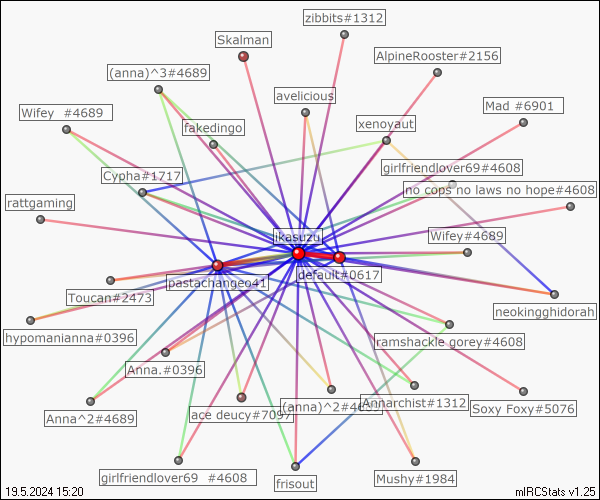 zibbits#1312
Skalman
AlpineRooster#2156
(anna)^3#4689
avelicious
Mad #6901
Wifey  #4689
fakedingo
xenoyaut
Cypha#1717
girlfriendlover69#4608
no cops no laws no hope#4608
rattgaming
ikasuzu
Wifey#4689
default#0617
pastachangeo41
Toucan#2473
neokingghidorah
hypomanianna#0396
ramshackle gorey#4608
Anna.#0396
Anna^2#4689
ace deucy#7097
(anna)^2#4
Annarchist#1312
Soxy Foxy#5076
girlfriendlover69  #4608
frisout
Mushy#1984
19.5.2024 15:20
mIRCStats v1.25